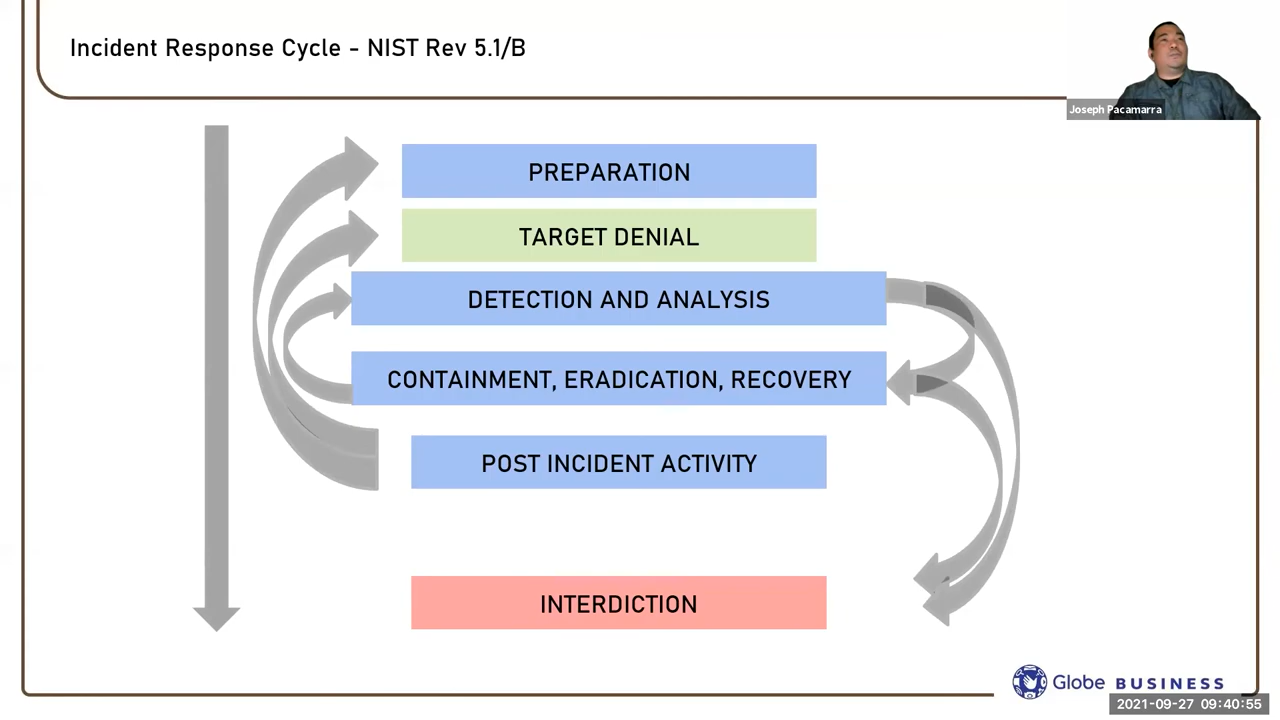 Incident Response Cycle - NIST Rev 5.1/B
Joseph Pacamarra
PREPARATION
TARGET DENIAL
DETECTION AND ANALYSIS
CONTAINMENT, ERADICATION, RECOVERY
POST INCIDENT ACTIVITY
INTERDICTION
Globe BUSINESS
2021-09-27 09:40:55